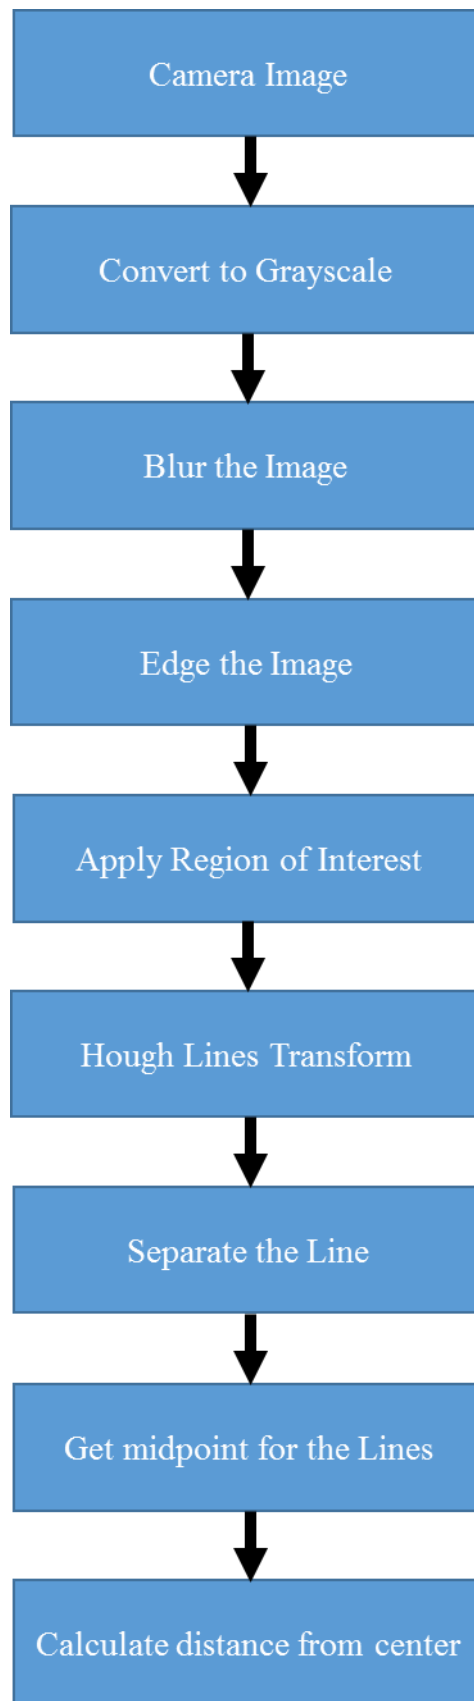 Camera Image
Convert to Grayscale
Blur the Image
Edge the Image
Apply Region of Interest
Hough Lines Transform
Separate the Line
Get midpoint for the Lines
Calculate distance from center